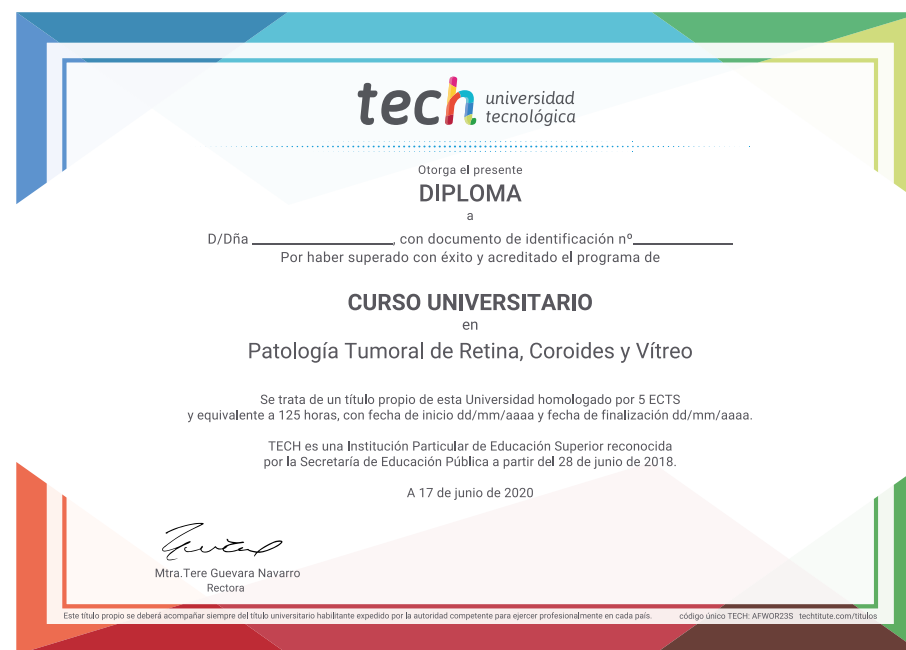 tech universidad
tecnológica
Otorga el presente
DIPLOMA
a
D/Dña ____________________, con documento de identificación nº______________
Por haber superado con éxito y acreditado el programa de
CURSO UNIVERSITARIO
en
Patología Tumoral de Retina, Coroides y Vítreo
Se trata de un título propio de esta Universidad homologado por 5 ECTS
y equivalente a 125 horas, con fecha de inicio dd/mm/aaaa y fecha de finalización dd/mm/aaaa.
TECH es una Institución Particular de Educación Superior reconocida
por la Secretaría de Educación Pública a partir del 28 de junio de 2018.
A 17 de junio de 2020
Mtra.Tere Guevara Navarro
Rectora
Este título propio se deberá acompañar siempre del título universitario habilitante expedido por la autoridad competente para ejercer profesionalmente en cada país. código único TECH: AFWOR23S techtitute.com/titulos